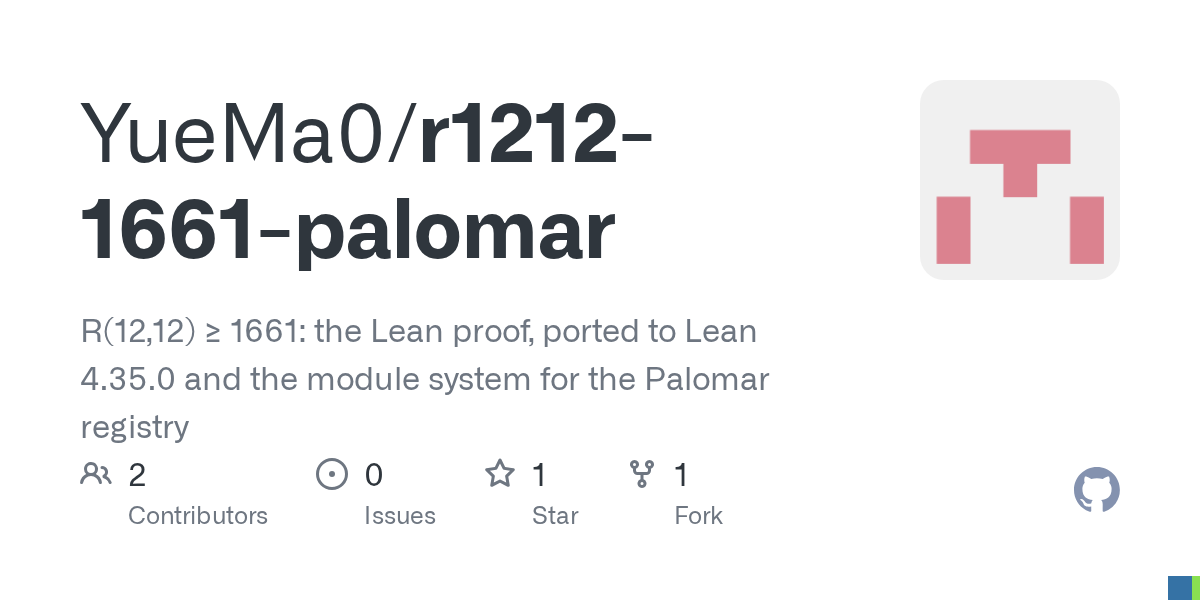 YueMa0/r1212-
1661-palomar
R(12,12) ≥ 1661: the Lean proof, ported to Lean
4.35.0 and the module system for the Palomar
registry
2 0 1 1
Contributors Issues Star Fork